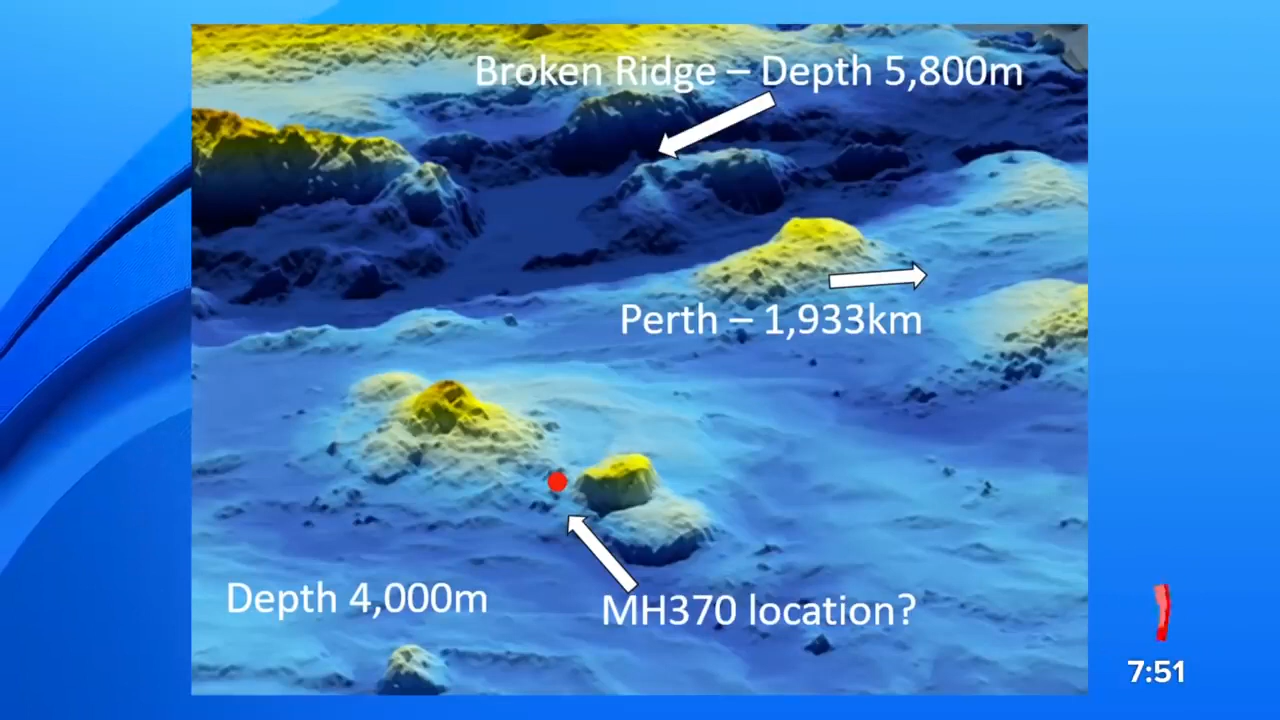 Broken Ridge – Depth 5,800m
Perth – 1,933km
Depth 4,000m
MH370 location?
7:51